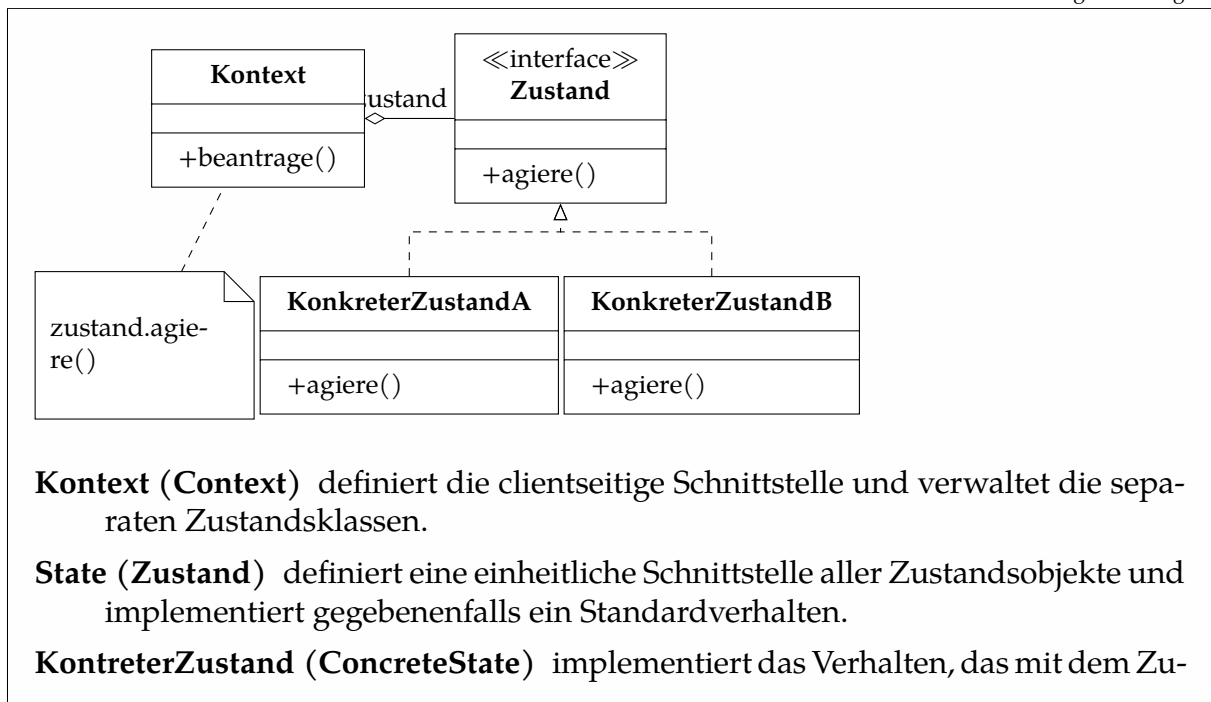 Kontext
≪interface≫
Zustand
zustand
+beantrage()
+agiere()
zustand.agie-
re()
KonkreterZustandA
KonkreterZustandB
+agiere()
+agiere()
Kontext (Context) definiert die clientseitige Schnittstelle und verwaltet die sepa-
raten Zustandsklassen.
State (Zustand) definiert eine einheitliche Schnittstelle aller Zustandsobjekte und
implementiert gegebenenfalls ein Standardverhalten.
KontreterZustand (ConcreteState) implementiert das Verhalten, das mit dem Zu-